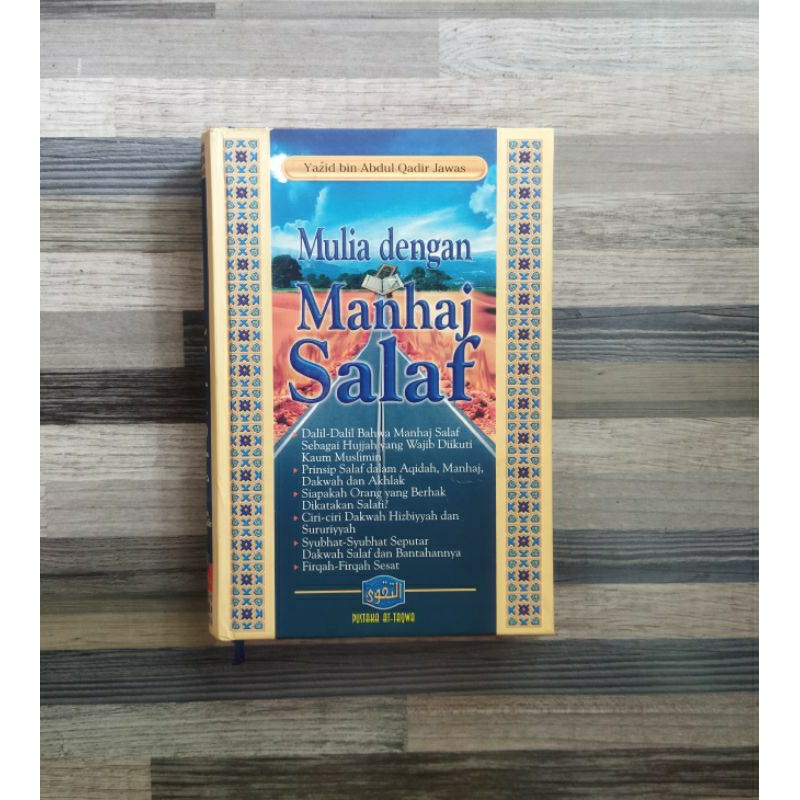 Yazid bin Abdul Qadir Jawas
Mulia dengan
Manhaj
Salaf
Dalil-Dalil Bahwa Manhaj Salaf
Sebagai Hujjah yang Wajib Diikuti
Kaum Muslimin
Prinsip Salaf dalam Aqidah, Manhaj,
Dakwah dan Akhlak
Siapakah Orang yang Berhak
Dikatakan Salafi?
Ciri-ciri Dakwah Hizbiyyah dan
Sururiyyah
Syubhat-Syubhat Seputar
Dakwah Salaf dan Bantahannya
Firqah-Firqah Sesat
التقوى
PUSTAKA AT-TAQWA